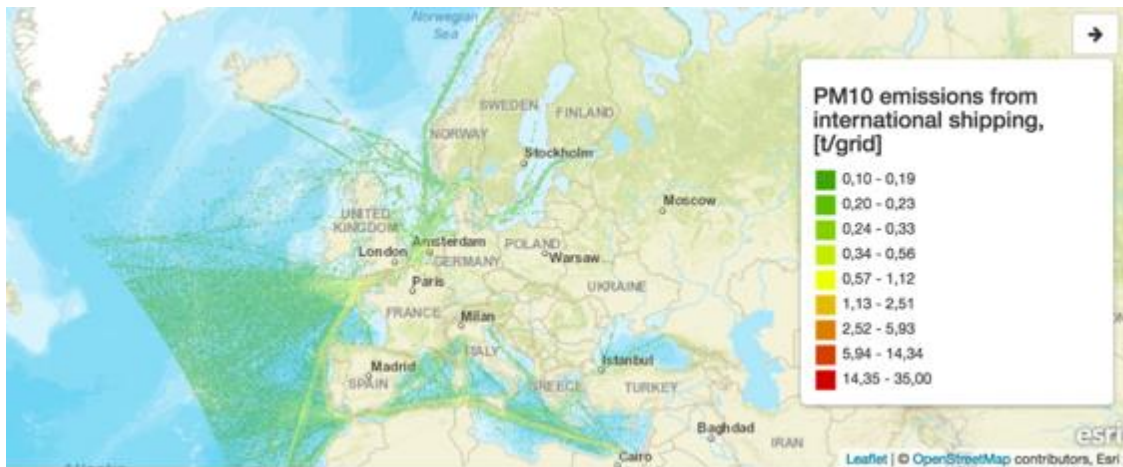 Norwegian
Sea
PM10 emissions from
international shipping,
[t/grid]
0,10 - 0,19
0,20 - 0,23
0,24 - 0,33
0,34 - 0,56
0,57 - 1,12
1,13 - 2,51
2,52 - 5,93
5,94 - 14,34
14,35 - 35,00
SWEDEN
FINLAND
NORWAY
Stockholm
Moscow
UNITED
KINGDOM
Amsterdam
London
POLAND
GERMANY
Warsaw
Paris
UKRAINE
FRANCE
Milan
ITALY
Istanbul
Madrid
SPAIN
GREECE
TURKEY
Baghdad
IRAN
Cairo
esri
Leaflet | © OpenStreetMap contributors, Esri